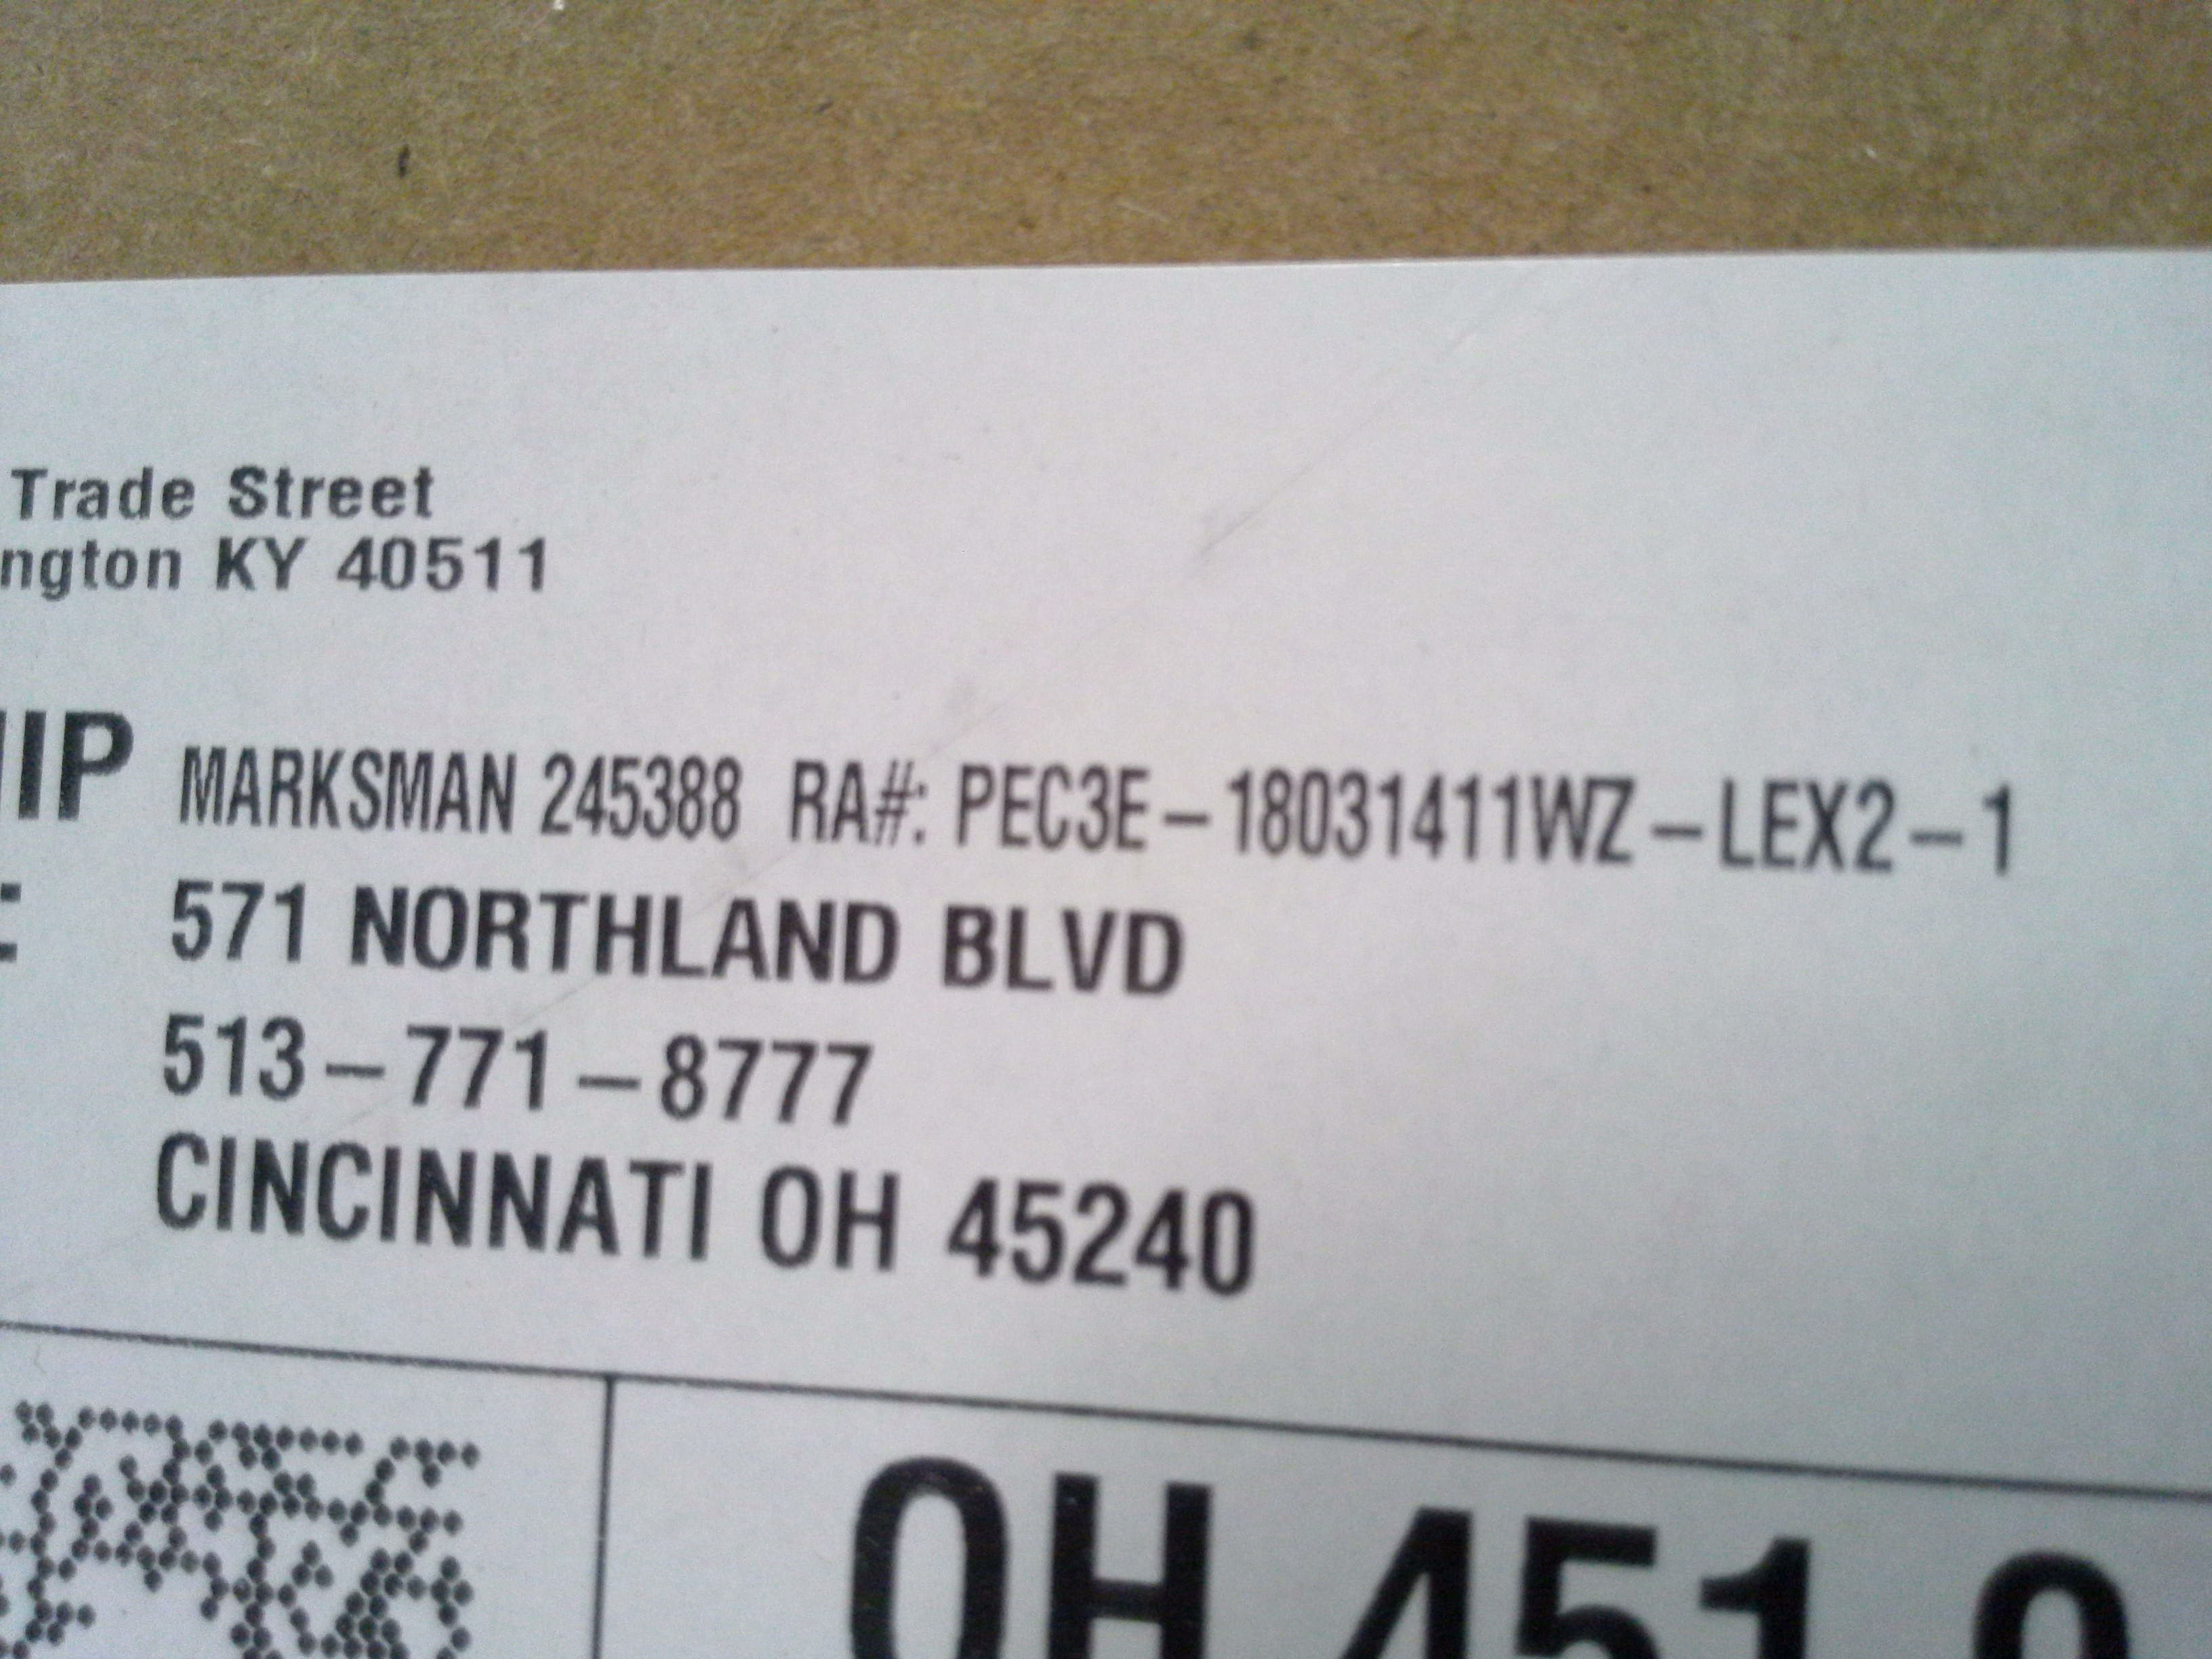 Trade Street
ngton KY 40511
IP MARKSMAN 245388 RA#: PEC3E-18031411WZ-LEX2-1
571 NORTHLAND BLVD
513-771-8777
CINCINNATI OH 45240
OH 451